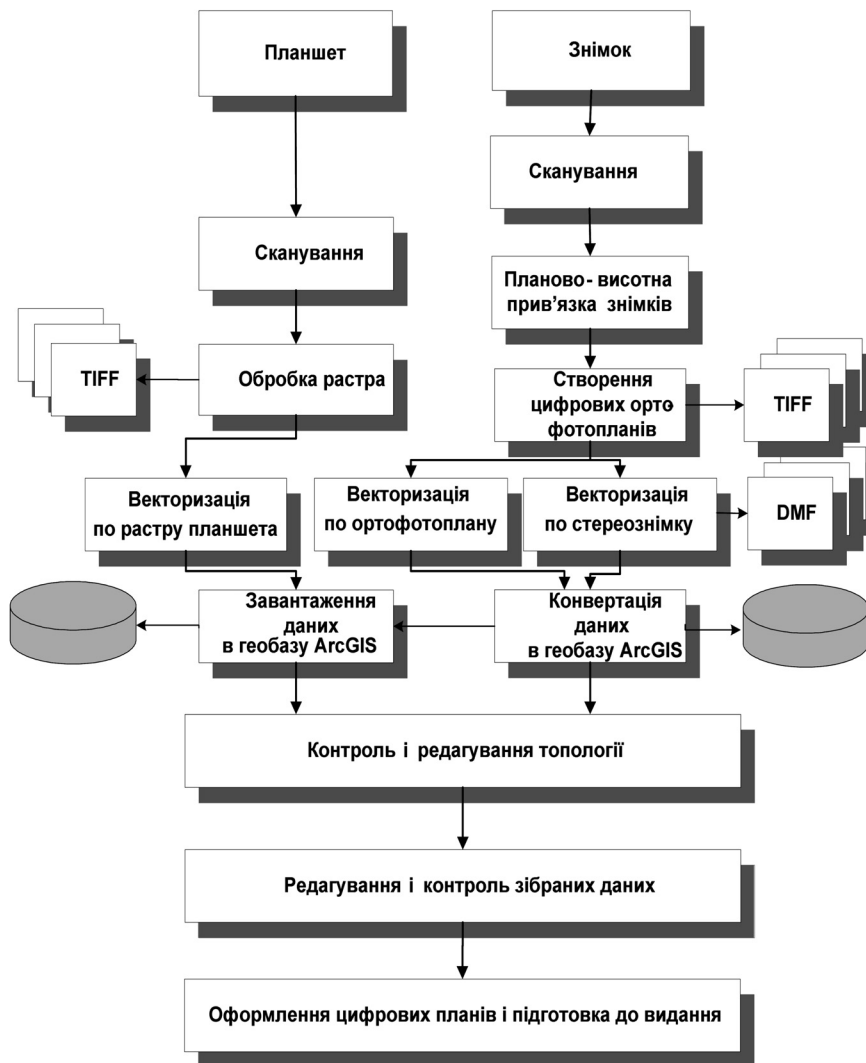 Планшет
Знімок
Сканування
Сканування
Планово- висотна
прив’язка знімків
TIFF
Обробка растра
Створення
цифрових орто
фотопланів
TIFF
Векторизація
по растру планшета
Векторизація
по ортофотоплану
Векторизація
по стереознімку
DMF
Завантаження
даних
в геобазу ArcGIS
Конвертація
даних
в геобазу ArcGIS
Контроль і редагування топології
Редагування і контроль зібраних даних
Оформлення цифрових планів і підготовка до видання